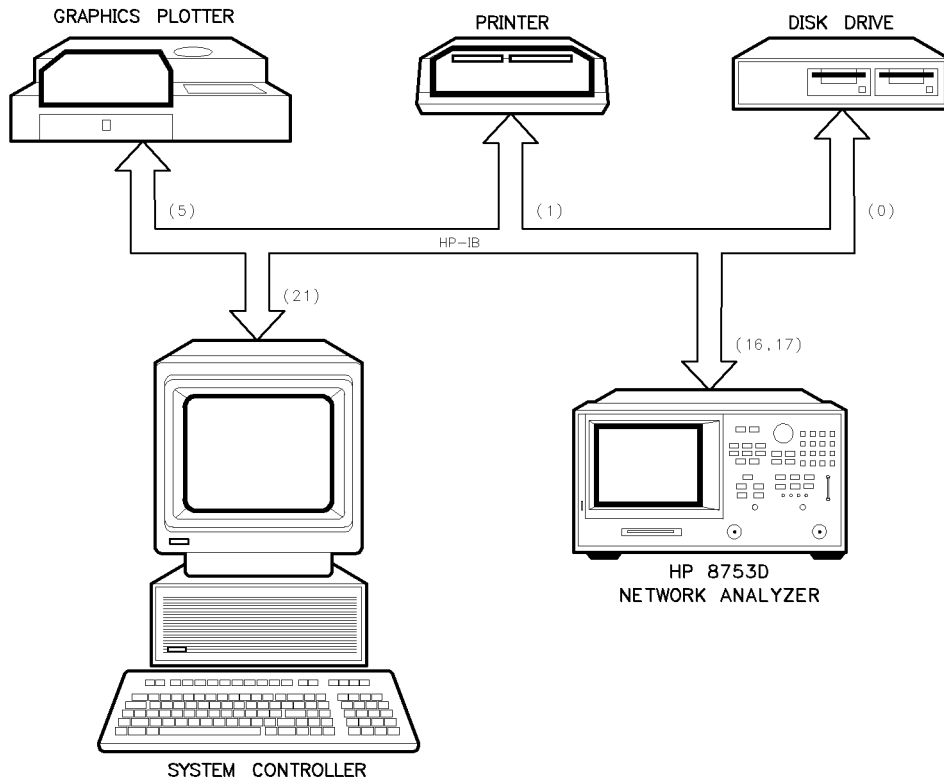 GRAPHICS PLOTTER
PRINTER
DISK DRIVE
(5)
(1)
(0)
HP-IB
(21)
(16,17)
HP 8753D
NETWORK ANALYZER
SYSTEM CONTROLLER